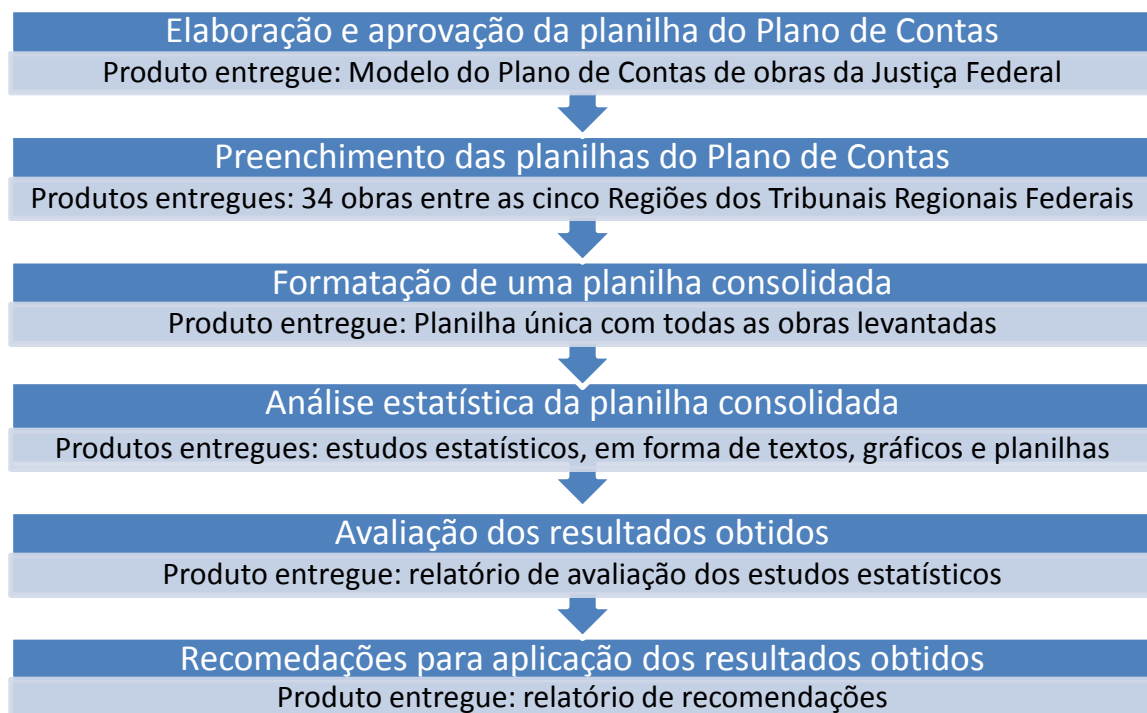 Elaboração e aprovação da planilha do Plano de Contas
Produto entregue: Modelo do Plano de Contas de obras da Justiça Federal
Preenchimento das planilhas do Plano de Contas
Produtos entregues: 34 obras entre as cinco Regiões dos Tribunais Regionais Federais
Formatação de uma planilha consolidada
Produto entregue: Planilha única com todas as obras levantadas
Análise estatística da planilha consolidada
Produtos entregues: estudos estatísticos, em forma de textos, gráficos e planilhas
Avaliação dos resultados obtidos
Produto entregue: relatório de avaliação dos estudos estatísticos
Recomedações para aplicação dos resultados obtidos
Produto entregue: relatório de recomendações